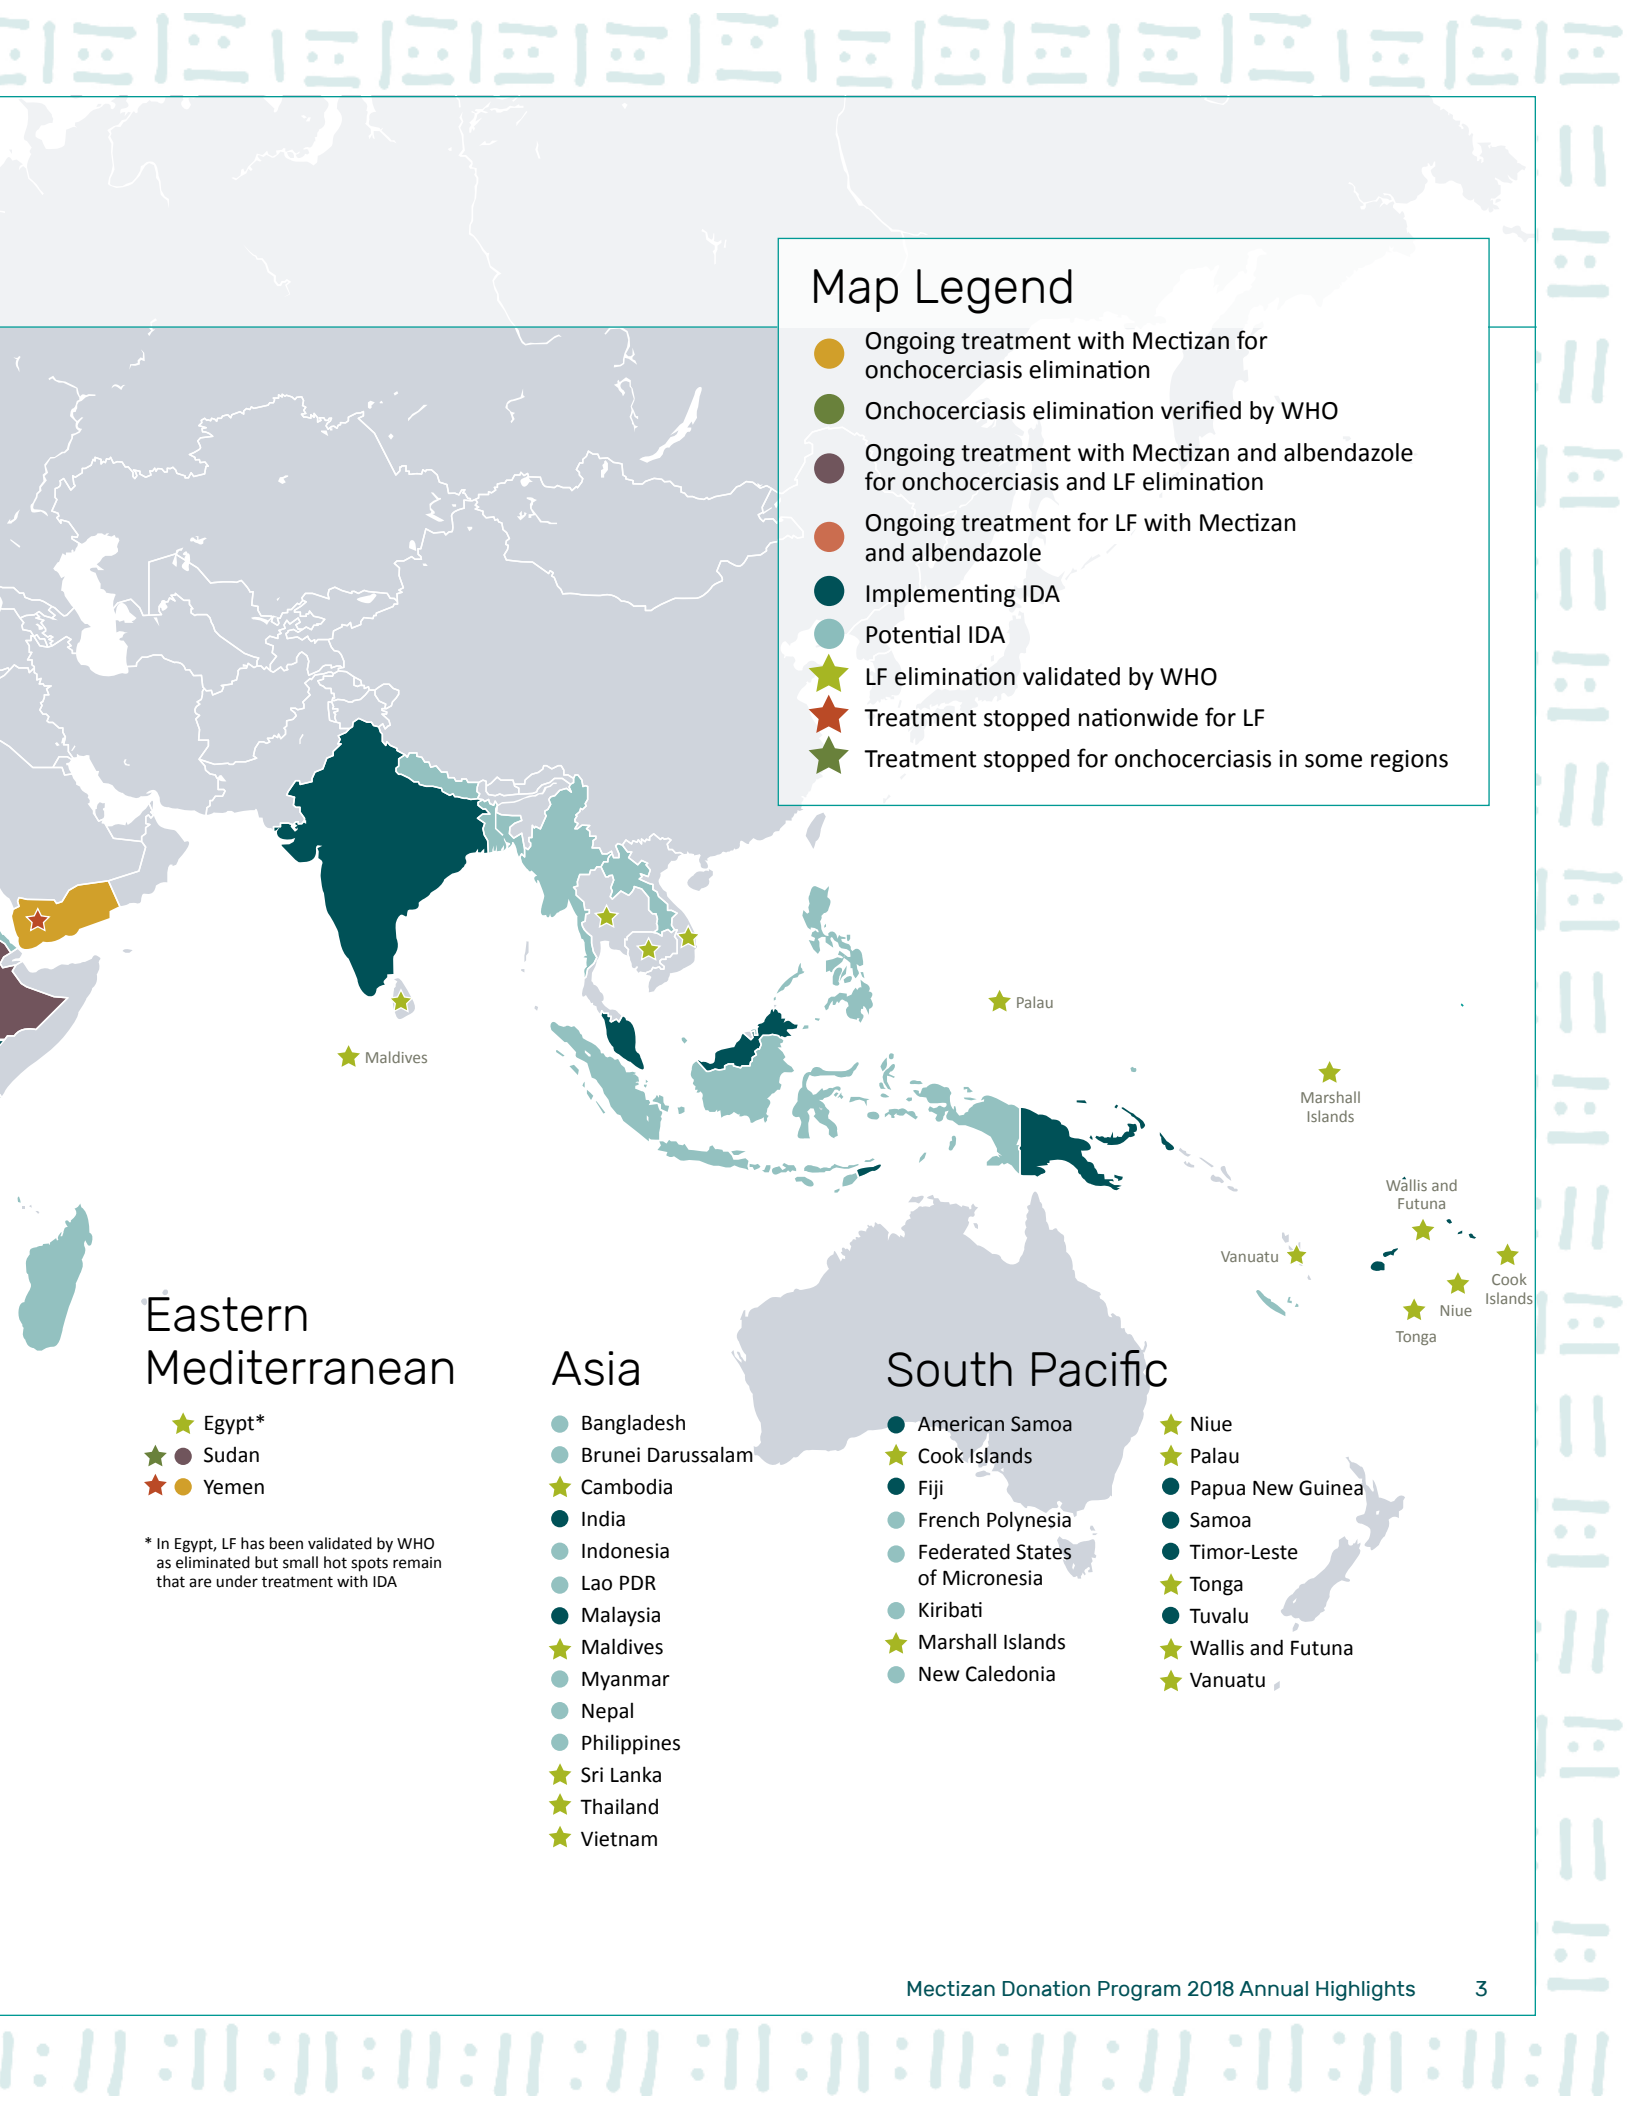 Map Legend
Ongoing treatment with Mectizan for
onchocerciasis elimination
Onchocerciasis elimination verified by WHO
Ongoing treatment with Mectizan and albendazole
for onchocerciasis and LF elimination
Ongoing treatment for LF with Mectizan
and albendazole
Implementing IDA
Potential IDA
LF elimination validated by WHO
Treatment stopped nationwide for LF
Treatment stopped for onchocerciasis in some regions
Palau
Maldives
Marshall
Islands
Wallis and
Futuna
Vanuatu
Cook
Islands
Niue
Tonga
Eastern
Mediterranean
Egypt*
Sudan
Yemen
* In Egypt, LF has been validated by WHO
as eliminated but small hot spots remain
that are under treatment with IDA
Asia
Bangladesh
Brunei Darussalam
Cambodia
India
Indonesia
Lao PDR
Malaysia
Maldives
Myanmar
Nepal
Philippines
Sri Lanka
Thailand
Vietnam
South Pacific
American Samoa
Cook Islands
Fiji
French Polynesia
Federated States
of Micronesia
Kiribati
Marshall Islands
New Caledonia
Niue
Palau
Papua New Guinea
Samoa
Timor-Leste
Tonga
Tuvalu
Wallis and Futuna
Vanuatu
Mectizan Donation Program 2018 Annual Highlights 3